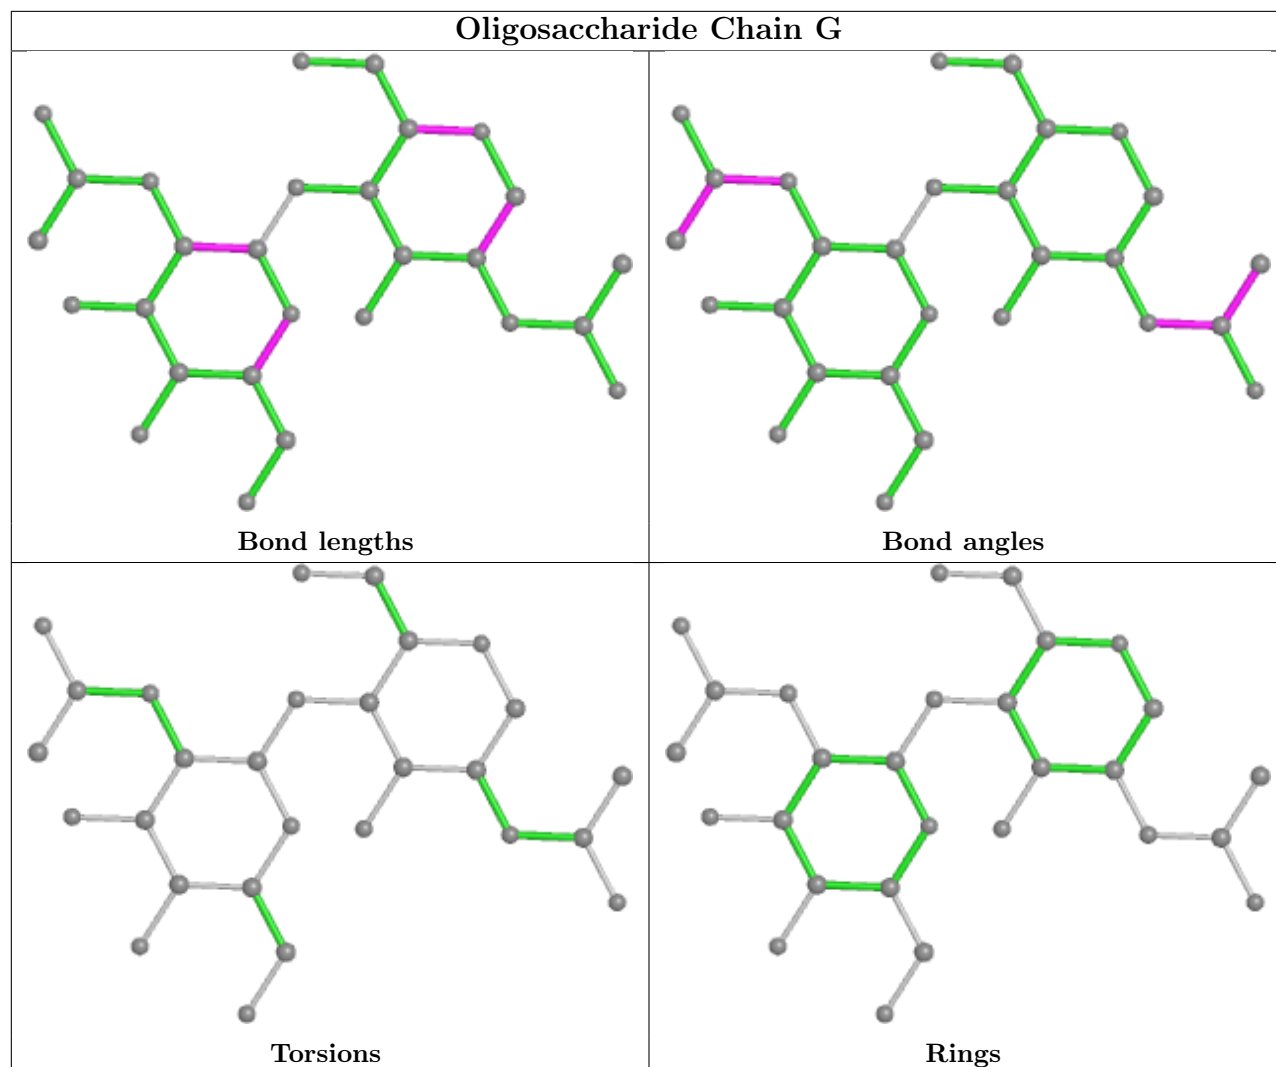 Oligosaccharide Chain G
Bond lengths
Bond angles
Torsions
Rings